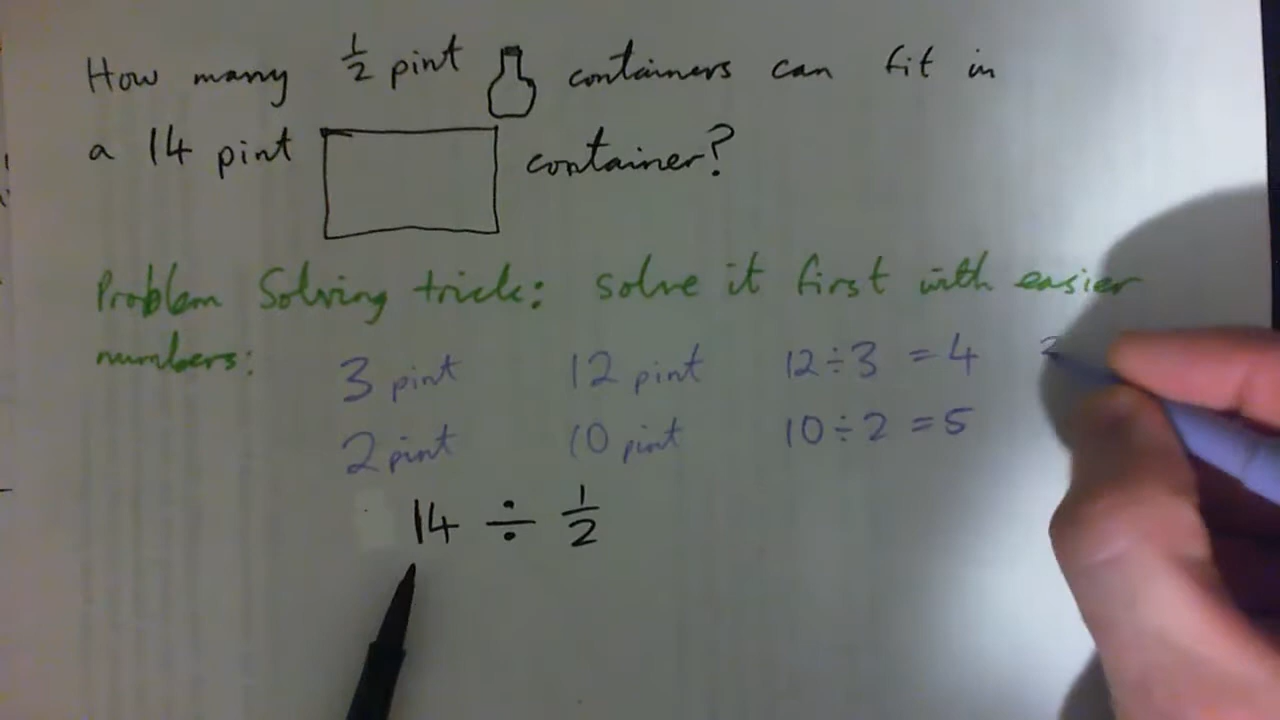 How many 1/2 pint containers can fit in
a 14 pint container?
Problem Solving trick: solve it first with easier
numbers:
3 pint 12 pint 12÷3 = 4
2 pint 10 pint 10÷2 = 5
14 ÷ 1/2